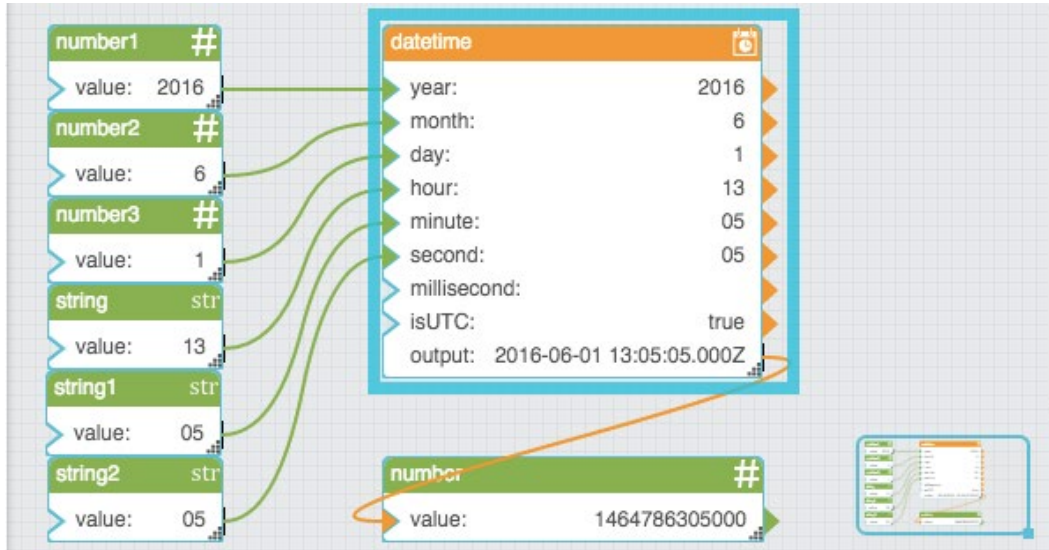 number1 #
value: 2016
number2 #
value: 6
number3 #
value: 1
string str
value: 13
string1 str
value: 05
string2 str
value: 05
datetime
year: 2016
month: 6
day: 1
hour: 13
minute: 05
second: 05
millisecond:
isUTC: true
output: 2016-06-01 13:05:05.000Z
number #
value: 1464786305000